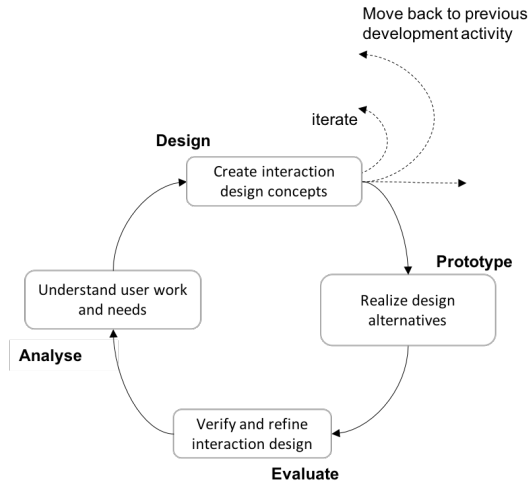 Move back to previous
development activity
iterate
Design
Create interaction
design concepts
Prototype
Realize design
alternatives
Understand user work
and needs
Analyse
Verify and refine
interaction design
Evaluate